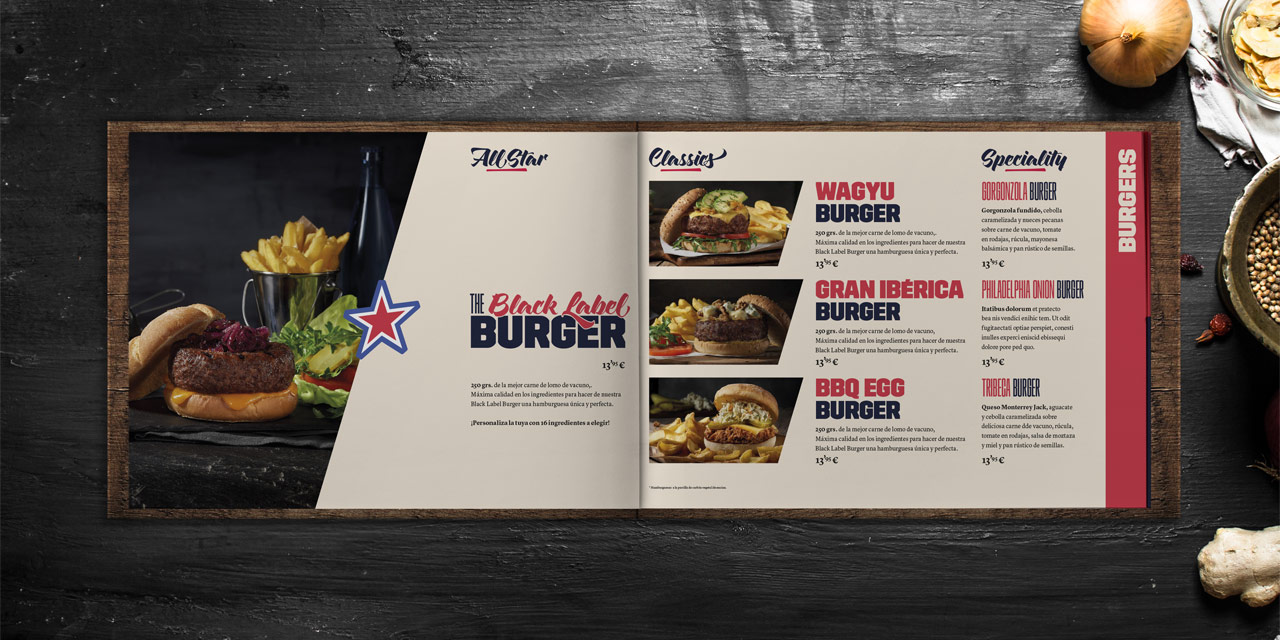 All Star
THE Black Label
BURGER
13'95 €
250 grs. de la mejor carne de lomo de vacuno,.
Máxima calidad en los ingredientes para hacer de nuestra
Black Label Burger una hamburguesa única y perfecta.
¡Personaliza la tuya con 16 ingredientes a elegir!
Classics
WAGYU
BURGER
250 grs. de la mejor carne de lomo de vacuno,.
Máxima calidad en los ingredientes para hacer de nuestra
Black Label Burger una hamburguesa única y perfecta.
13'95 €
GRAN IBÉRICA
BURGER
250 grs. de la mejor carne de lomo de vacuno,
Máxima calidad en los ingredientes para hacer de nuestra
Black Label Burger una hamburguesa única y perfecta.
13'95 €
BBQ EGG
BURGER
250 grs. de la mejor carne de lomo de vacuno,
Máxima calidad en los ingredientes para hacer de nuestra
Black Label Burger una hamburguesa única y perfecta.
13'95 €
Speciality
GORGONZOLA BURGER
Gorgonzola fundido, cebolla
caramelizada y nueces pecanas
sobre carne de vacuno, tomate
en rodajas, rúcula, mayonesa
balsámica y pan rústico de semillas.
13'95 €
PHILADELPHIA ONION BURGER
Itatibus dolorum et pratecto
bea nis vendici enihic tem. Ut odit
fugitaectati optiae perspiet, conesti
inulles experci eniscid ebissequi
dolore pore ped quo.
13'95 €
TRIBECA BURGER
Queso Monterrey Jack, aguacate
y cebolla caramelizada sobre
deliciosa carne dde vacuno, rúcula,
tomate en rodajas, salsa de mostaza
y miel y pan rústico de semillas.
13'95 €
BURGERS